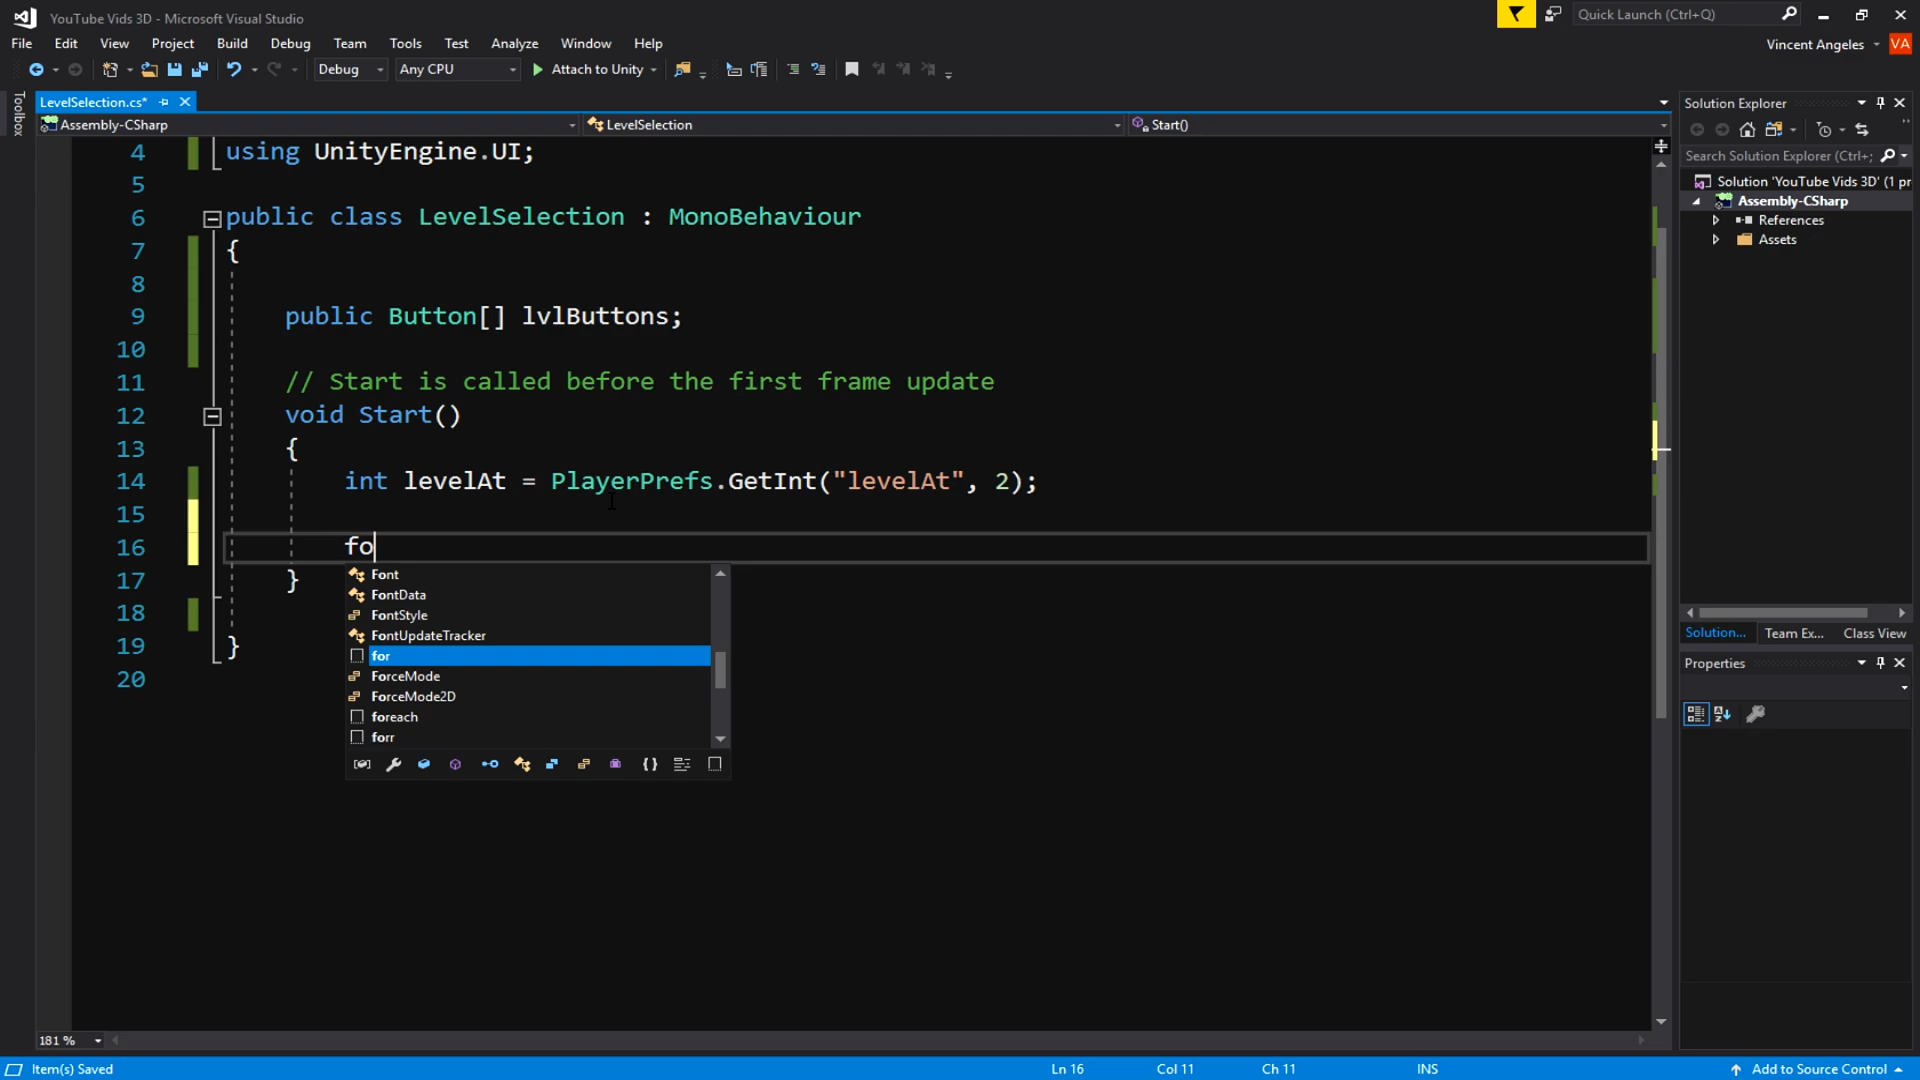 YouTube Vids 3D - Microsoft Visual Studio
Quick Launch (Ctrl+Q)
File Edit View Project Build Debug Team Tools Test Analyze Window Help
Vincent Angeles VA
Debug Any CPU Attach to Unity
Toolbox
LevelSelection.cs*
Assembly-CSharp LevelSelection Start()
4 using UnityEngine.UI;
5
6 public class LevelSelection : MonoBehaviour
7 {
8
9 public Button[] lvlButtons;
10
11 // Start is called before the first frame update
12 void Start()
13 {
14 int levelAt = PlayerPrefs.GetInt("levelAt", 2);
15
16 fo
17 }
18
19 }
20
Font
FontData
FontStyle
FontUpdateTracker
for
ForceMode
ForceMode2D
foreach
forr
Solution Explorer
Search Solution Explorer (Ctrl+;
Solution 'YouTube Vids 3D' (1 pr
Assembly-CSharp
References
Assets
Solution... Team Ex... Class View
Properties
181 %
Item(s) Saved Ln 16 Col 11 Ch 11 INS Add to Source Control